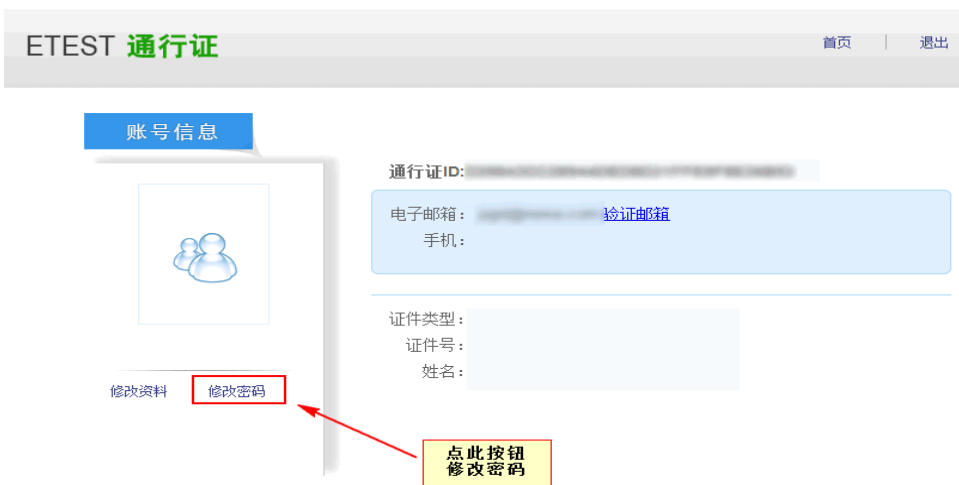 ETEST 通行证
首页 | 退出
账号信息
通行证ID:
电子邮箱： 验证邮箱
手机：
证件类型：
证件号：
姓名：
修改资料 修改密码
点此按钮
修改密码